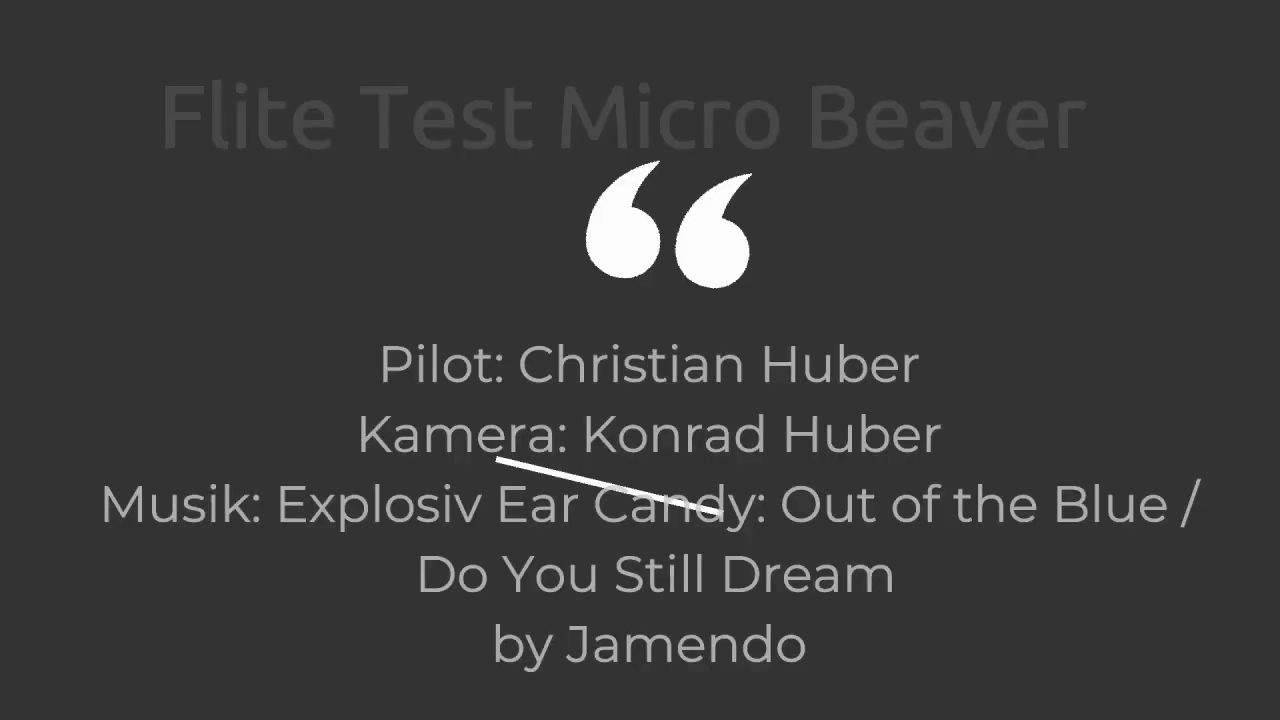 Flite Test Micro Beaver
“
Pilot: Christian Huber
Kamera: Konrad Huber
Musik: Explosiv Ear Candy: Out of the Blue /
Do You Still Dream
by Jamendo